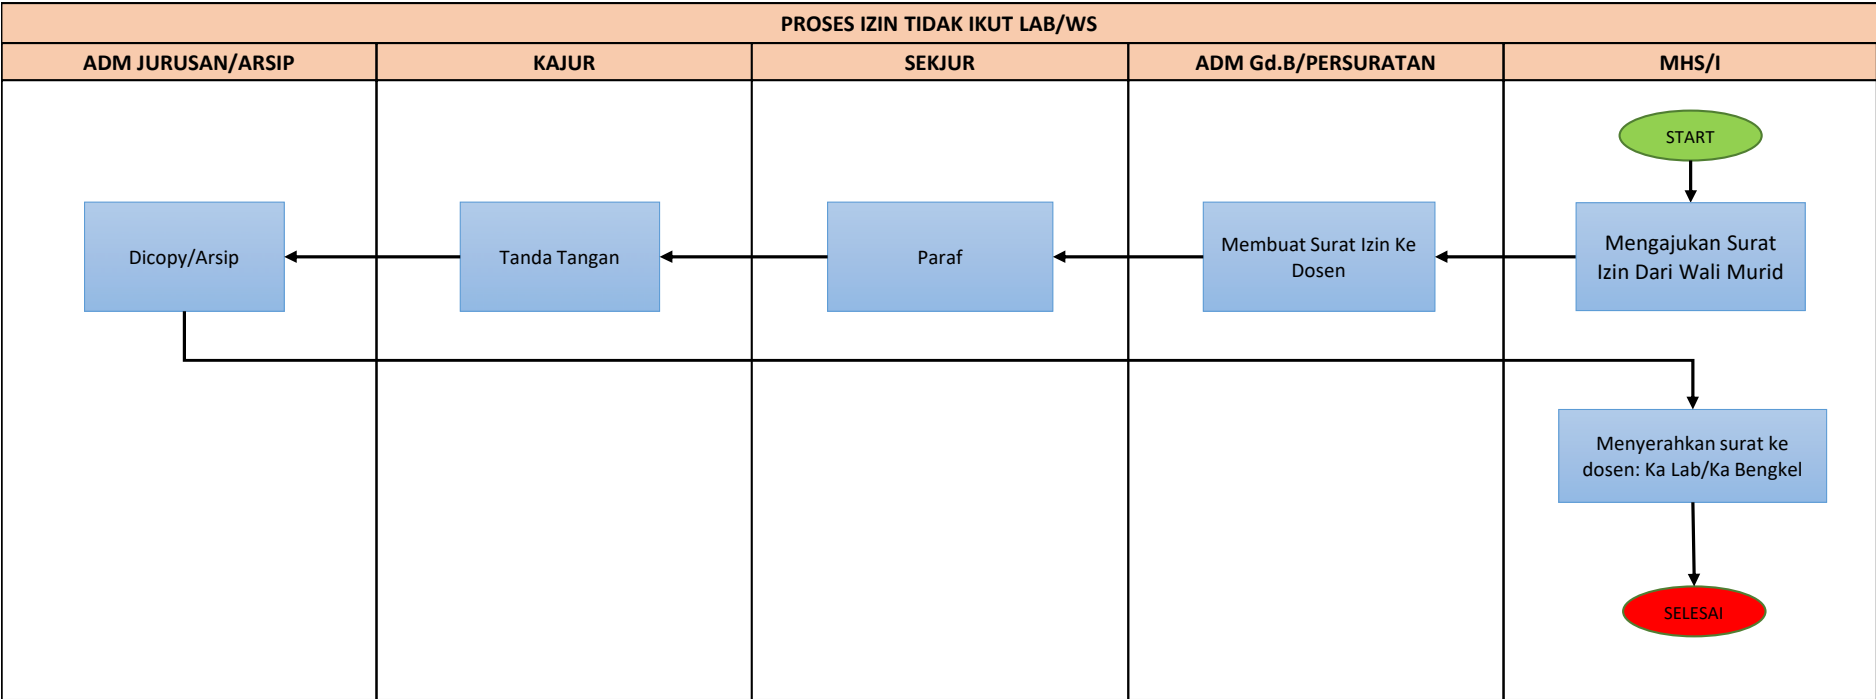 PROSES IZIN TIDAK IKUT LAB/WS
ADM JURUSAN/ARSIP
KAJUR
SEKJUR
ADM Gd.B/PERSURATAN
MHS/I
START
Dicopy/Arsip
Tanda Tangan
Paraf
Membuat Surat Izin Ke
Dosen
Mengajukan Surat
Izin Dari Wali Murid
Menyerahkan surat ke
dosen: Ka Lab/Ka Bengkel
SELESAI